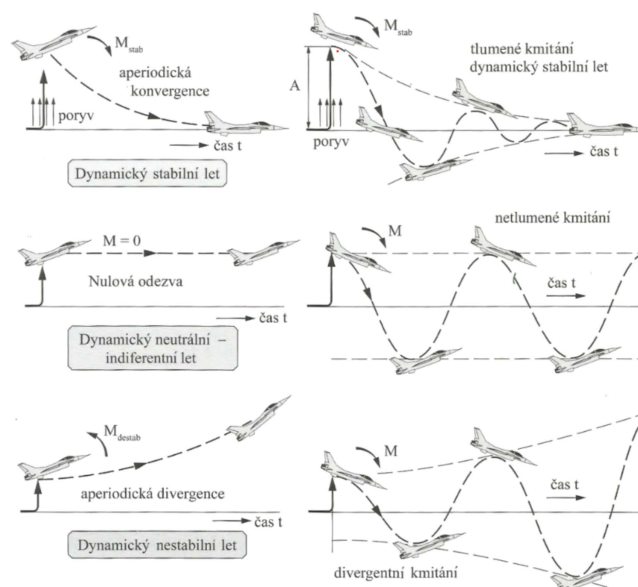 M stab
aperiodická
konvergence
poryv
čas t
Dynamický stabilní let
M stab
tlumené kmitání
dynamický stabilní let
A
poryv
čas t
M = 0
Nulová odezva
čas t
Dynamický neutrální –
indiferentní let
netlumené kmitání
M
čas t
M destab
aperiodická divergence
čas t
Dynamický nestabilní let
M
čas t
divergentní kmitání